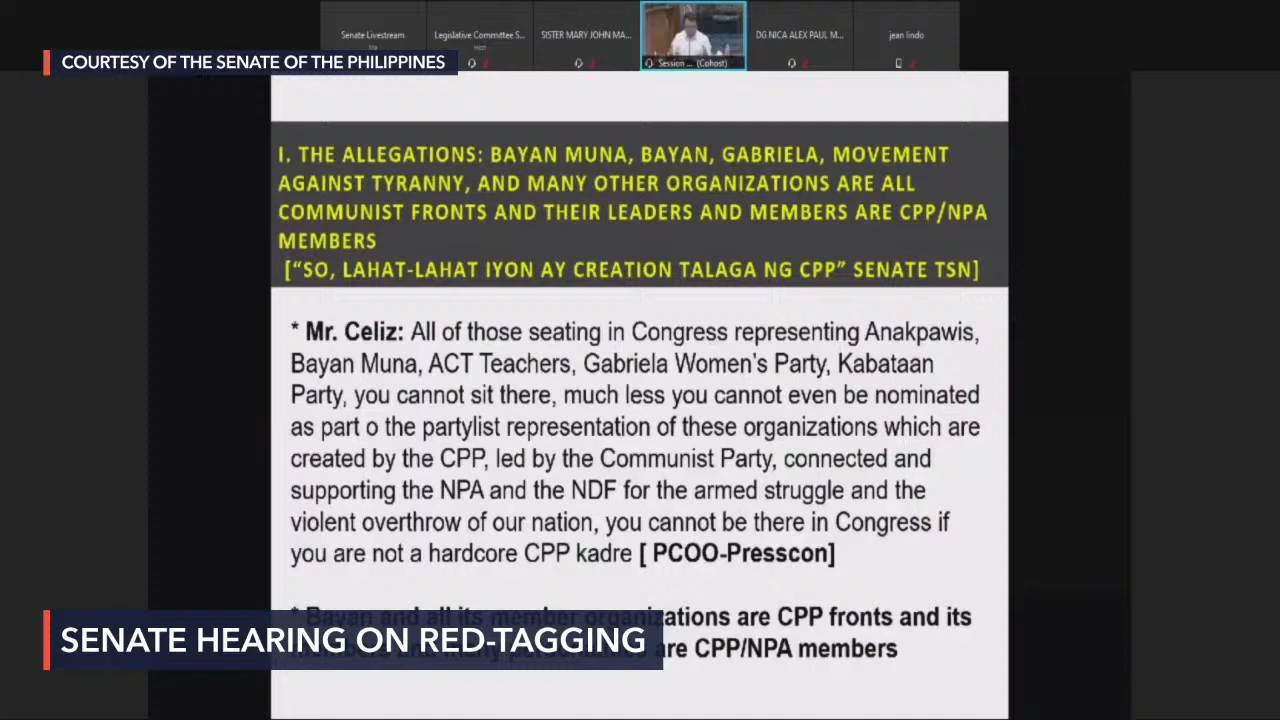 Senate Livestream
Me
Legislative Committee S...
Host
SISTER MARY JOHN MA...
Session ... (Cohost)
DG NICA ALEX PAUL M...
jean lindo
COURTESY OF THE SENATE OF THE PHILIPPINES
I. THE ALLEGATIONS: BAYAN MUNA, BAYAN, GABRIELA, MOVEMENT
AGAINST TYRANNY, AND MANY OTHER ORGANIZATIONS ARE ALL
COMMUNIST FRONTS AND THEIR LEADERS AND MEMBERS ARE CPP/NPA
MEMBERS
[“SO, LAHAT-LAHAT IYON AY CREATION TALAGA NG CPP” SENATE TSN]
* Mr. Celiz: All of those seating in Congress representing Anakpawis,
Bayan Muna, ACT Teachers, Gabriela Women’s Party, Kabataan
Party, you cannot sit there, much less you cannot even be nominated
as part o the partylist representation of these organizations which are
created by the CPP, led by the Communist Party, connected and
supporting the NPA and the NDF for the armed struggle and the
violent overthrow of our nation, you cannot be there in Congress if
you are not a hardcore CPP kadre [ PCOO-Presscon]
* Bayan and all its member organizations are CPP fronts and its
are CPP/NPA members
SENATE HEARING ON RED-TAGGING